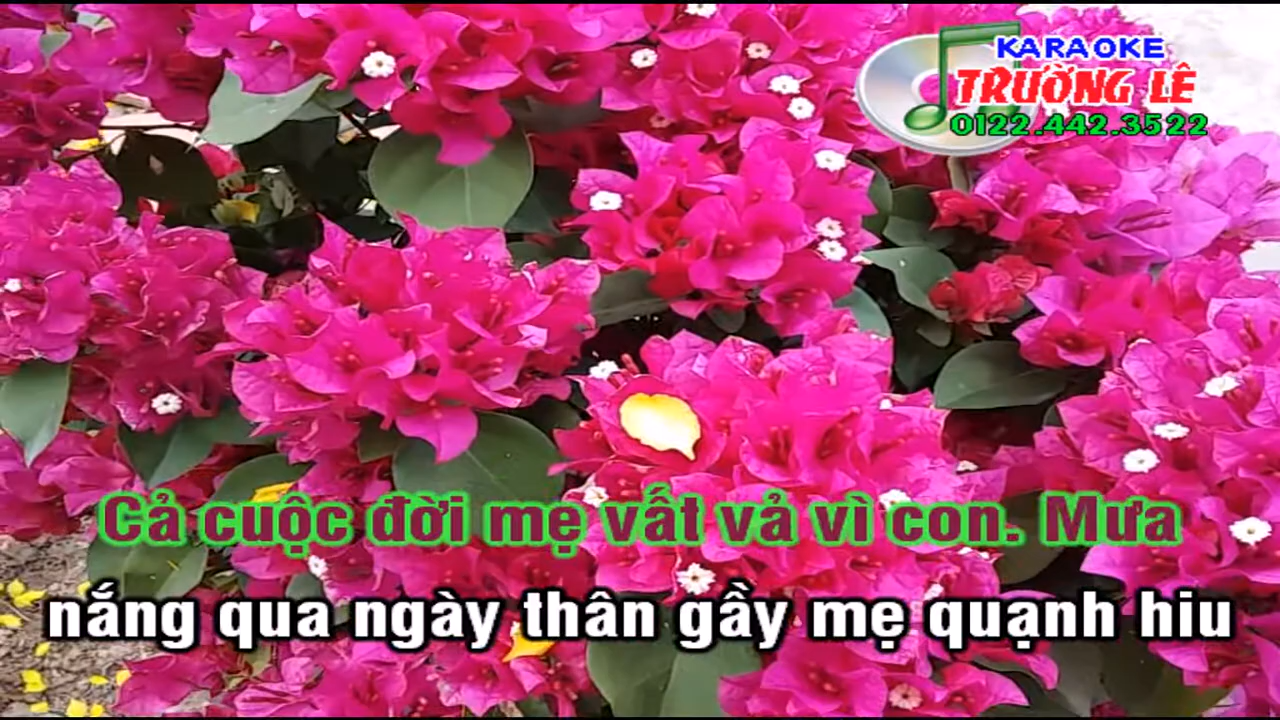 KARAOKE
TRƯỜNG LÊ
0122.442.3522
Cả cuộc đời mẹ vất vả vì con. Mưa
nắng qua ngày thân gầy mẹ quạnh hiu